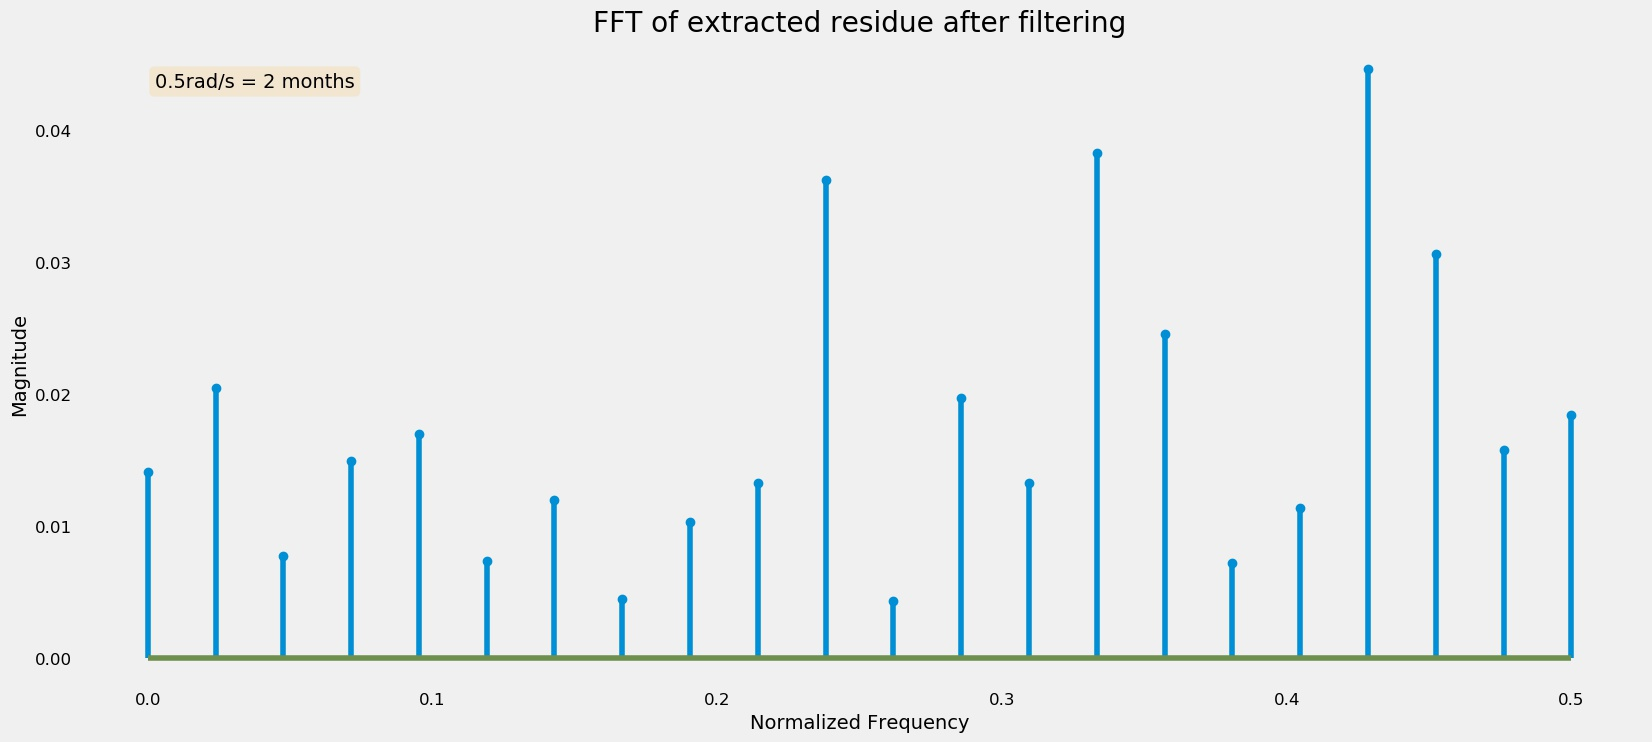 FFT of extracted residue after filtering
0.5rad/s = 2 months
Magnitude
0.04
0.03
0.02
0.01
0.00
0.0 0.1 0.2 0.3 0.4 0.5
Normalized Frequency